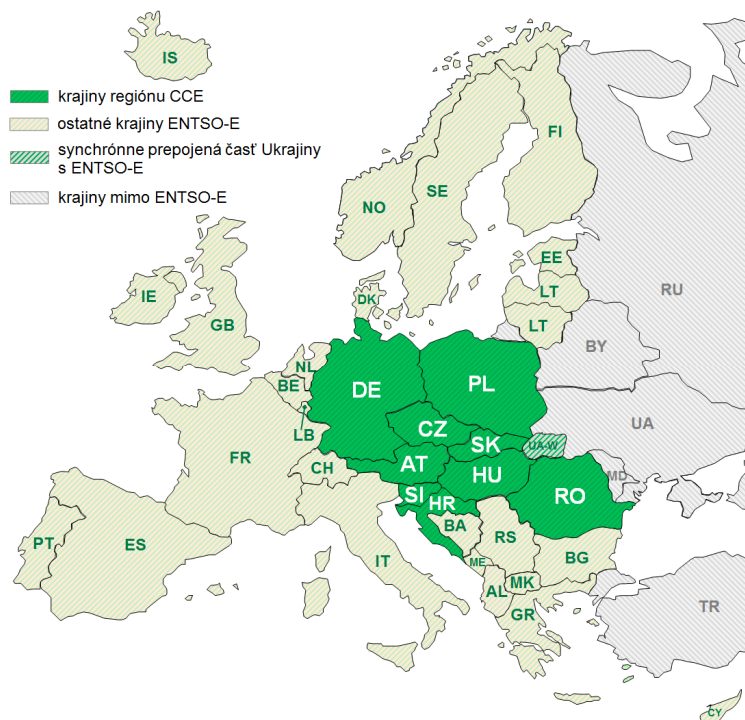 IS
krajiny regiónu CCE
ostatné krajiny ENTSO-E
synchrónne prepojená časť Ukrajiny
s ENTSO-E
krajiny mimo ENTSO-E
FI
SE
NO
EE
LT
LT
RU
DK
IE
GB
BY
NL
BE
DE
PL
LB
CZ
SK
UA-W
UA
FR
CH
AT
HU
MD
SI
HR
RO
BA
RS
PT
ES
IT
ME
BG
MK
AL
GR
TR
CY